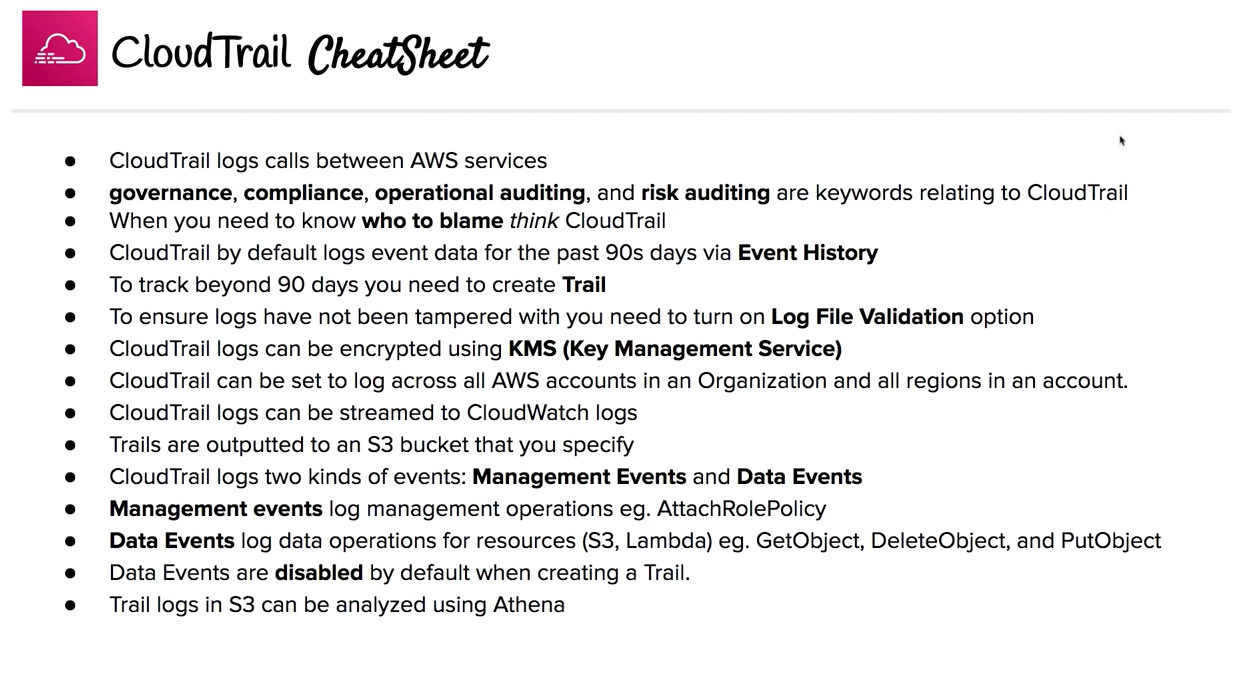 CloudTrail CheatSheet
● CloudTrail logs calls between AWS services
● governance, compliance, operational auditing, and risk auditing are keywords relating to CloudTrail
● When you need to know who to blame think CloudTrail
● CloudTrail by default logs event data for the past 90s days via Event History
● To track beyond 90 days you need to create Trail
● To ensure logs have not been tampered with you need to turn on Log File Validation option
● CloudTrail logs can be encrypted using KMS (Key Management Service)
● CloudTrail can be set to log across all AWS accounts in an Organization and all regions in an account.
● CloudTrail logs can be streamed to CloudWatch logs
● Trails are outputted to an S3 bucket that you specify
● CloudTrail logs two kinds of events: Management Events and Data Events
● Management events log management operations eg. AttachRolePolicy
● Data Events log data operations for resources (S3, Lambda) eg. GetObject, DeleteObject, and PutObject
● Data Events are disabled by default when creating a Trail.
● Trail logs in S3 can be analyzed using Athena